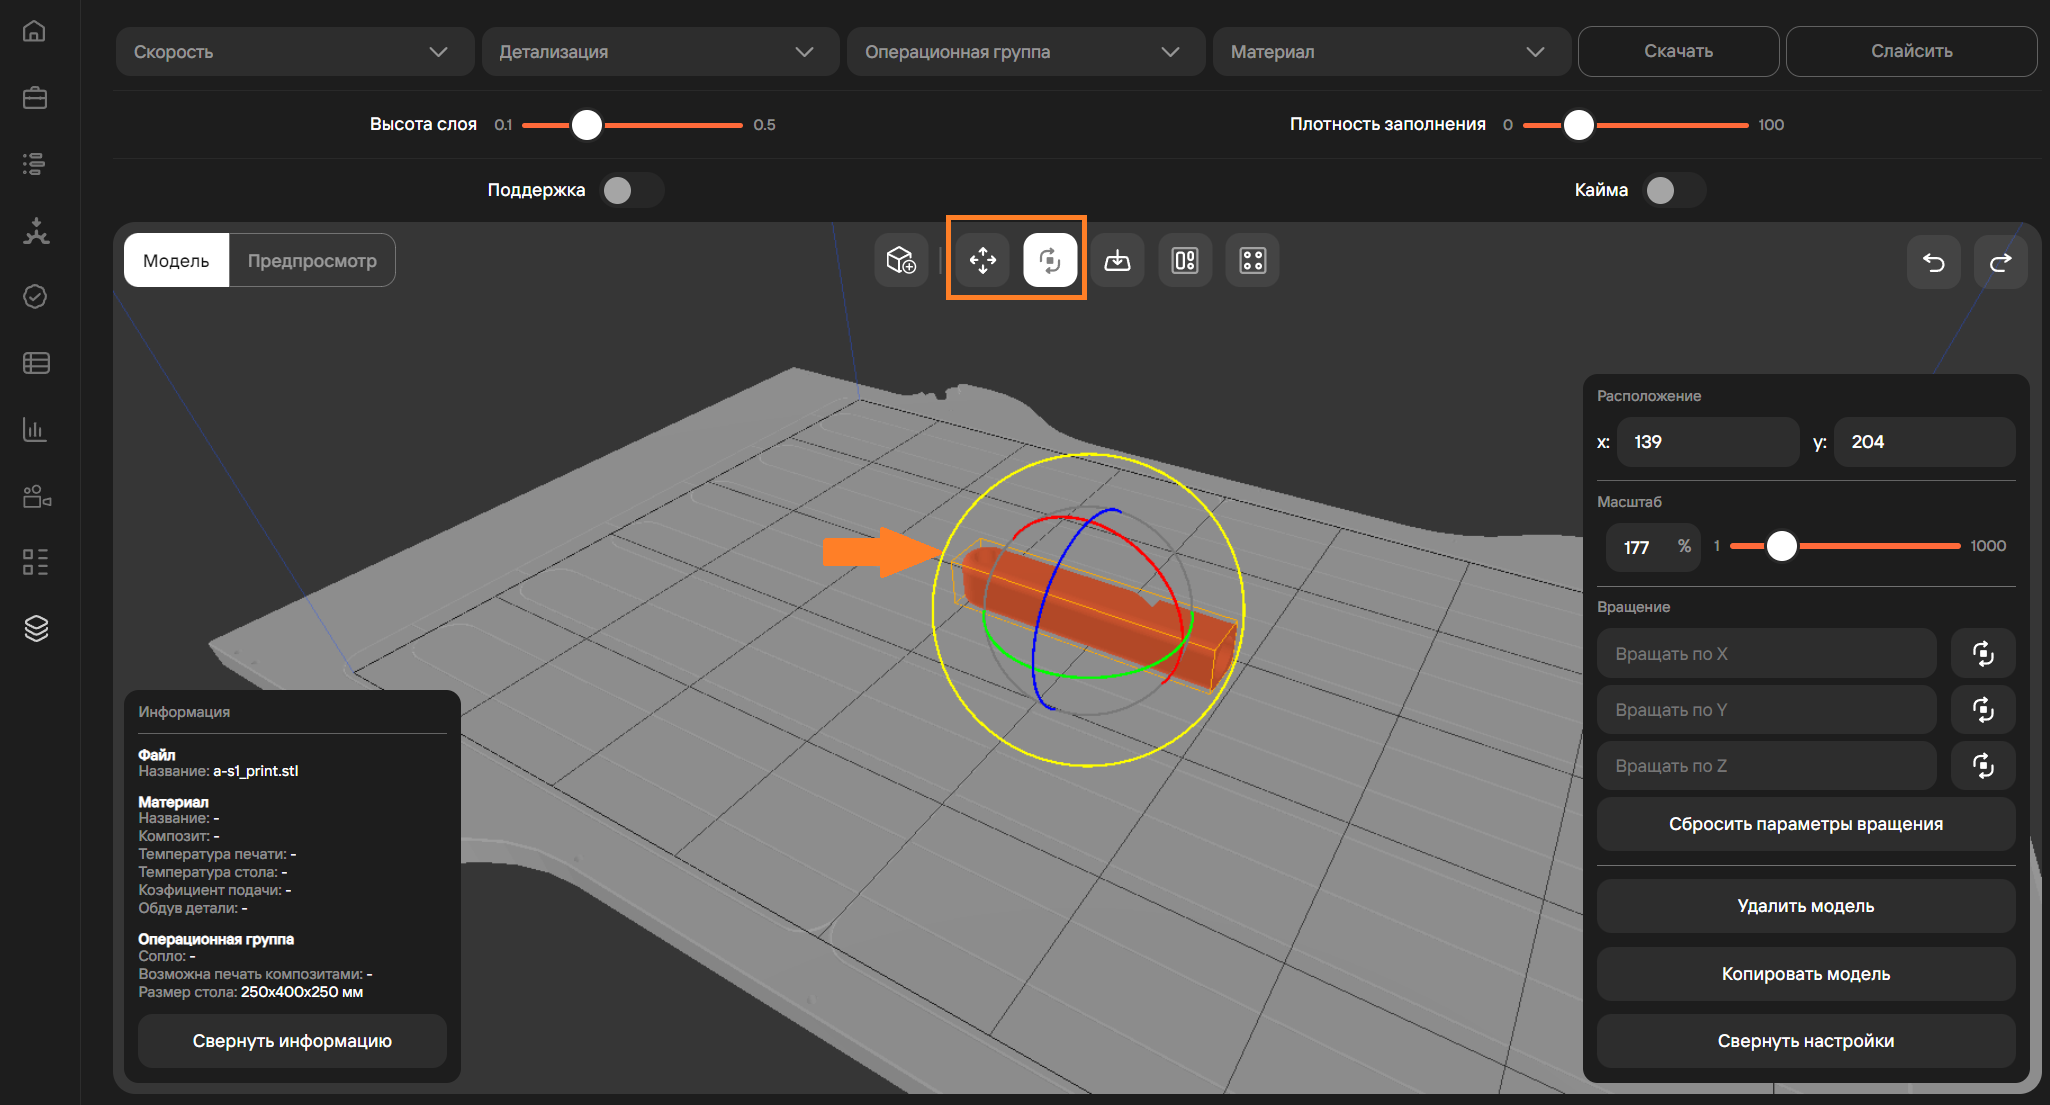 Скорость
Детализация
Операционная группа
Материал
Скачать
Слайсить
Высота слоя 0.1 0.5
Плотность заполнения 0 100
Поддержка
Кайма
Модель
Предпросмотр
Расположение
x: 139 y: 204
Масштаб
177 % 1 1000
Вращение
Вращать по X
Вращать по Y
Вращать по Z
Сбросить параметры вращения
Удалить модель
Копировать модель
Свернуть настройки
Информация
Файл
Название: a-s1_print.stl
Материал
Название: -
Композит: -
Температура печати: -
Температура стола: -
Коэфициент подачи: -
Обдув детали: -
Операционная группа
Сопло: -
Возможна печать композитами: -
Размер стола: 250x400x250 мм
Свернуть информацию